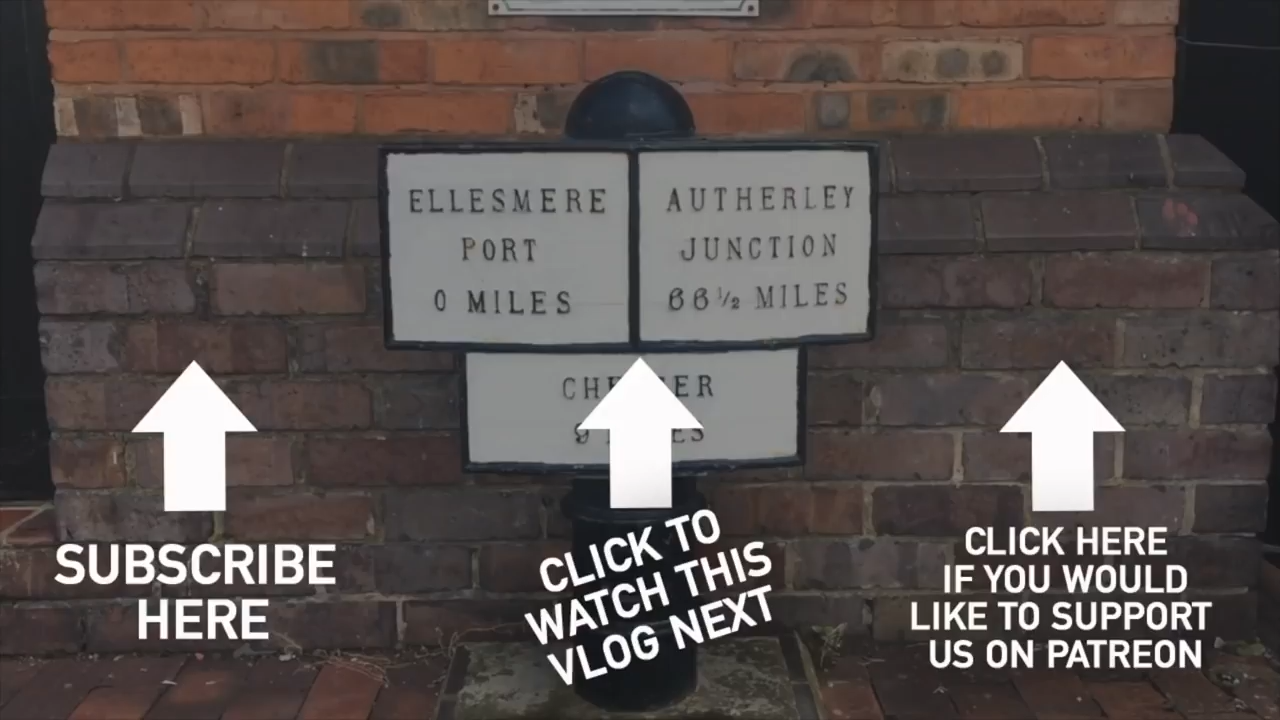 ELLESMERE
PORT
0 MILES
AUTHERLEY
JUNCTION
66½ MILES
SUBSCRIBE
HERE
CLICK TO
WATCH THIS
VLOG NEXT
CLICK HERE
IF YOU WOULD
LIKE TO SUPPORT
US ON PATREON